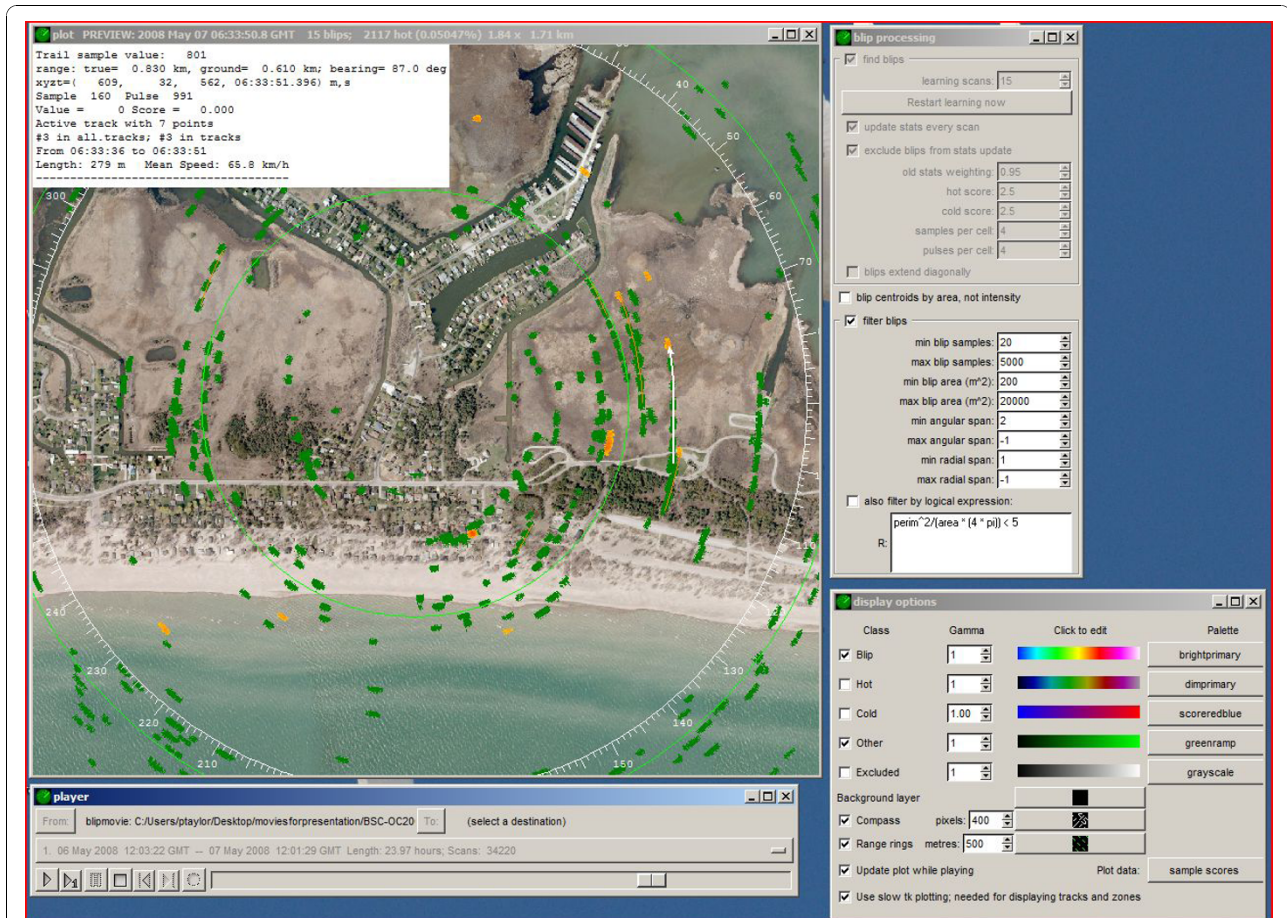 plot PREVIEW: 2008 May 07 06:33:50.8 GMT 15 blips; 2117 hot (0.05047%) 1.84 x 1.71 km
Trail sample value: 801
range: true= 0.830 km, ground= 0.610 km; bearing= 87.0 deg
xyzt=( 609, 32, 562, 06:33:51.396) m,s
Sample 160 Pulse 991
Value = 0 Score = 0.000
Active track with 7 points
#3 in all.tracks; #3 in tracks
From 06:33:36 to 06:33:51
Length: 279 m Mean Speed: 65.8 km/h
-------------------------------------
40
50
60
70
300
240
230
220
210
150
140
130
blip processing
find blips
learning scans: 15
Restart learning now
update stats every scan
exclude blips from stats update
old stats weighting: 0.95
hot score: 2.5
cold score: 2.5
samples per cell: 4
pulses per cell: 4
blips extend diagonally
blip centroids by area, not intensity
filter blips
min blip samples: 20
max blip samples: 5000
min blip area (m^2): 200
max blip area (m^2): 20000
min angular span: 2
max angular span: -1
min radial span: 1
max radial span: -1
also filter by logical expression:
R: perim^2/(area * (4 * pi)) < 5
display options
Class Gamma Click to edit Palette
Blip 1 brightprimary
Hot 1 dimprimary
Cold 1.00 scoreredblue
Other 1 greenramp
Excluded 1 grayscale
Background layer
Compass pixels: 400
Range rings metres: 500
Update plot while playing Plot data: sample scores
Use slow tk plotting; needed for displaying tracks and zones
player
From: blipmovie: C:/Users/ptaylor/Desktop/moviesforpresentation/BSC-OC20 To: (select a destination)
1. 06 May 2008 12:03:22 GMT -- 07 May 2008 12:01:29 GMT Length: 23.97 hours; Scans: 34220